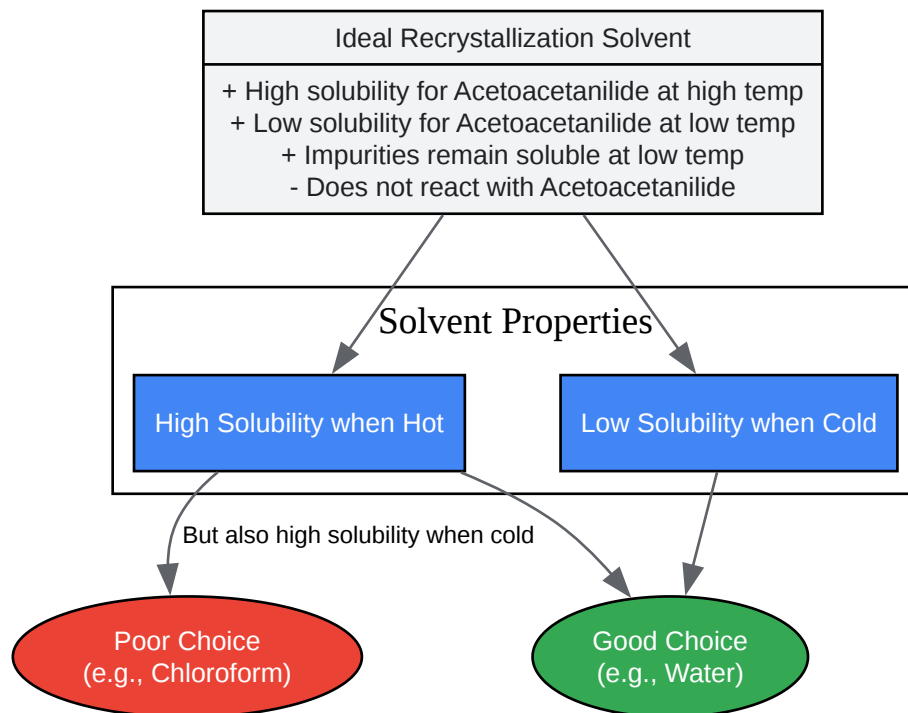 Ideal Recrystallization Solvent
+ High solubility for Acetoacetanilide at high temp
+ Low solubility for Acetoacetanilide at low temp
+ Impurities remain soluble at low temp
- Does not react with Acetoacetanilide
Solvent Properties
High Solubility when Hot
Low Solubility when Cold
But also high solubility when cold
Poor Choice
(e.g., Chloroform)
Good Choice
(e.g., Water)